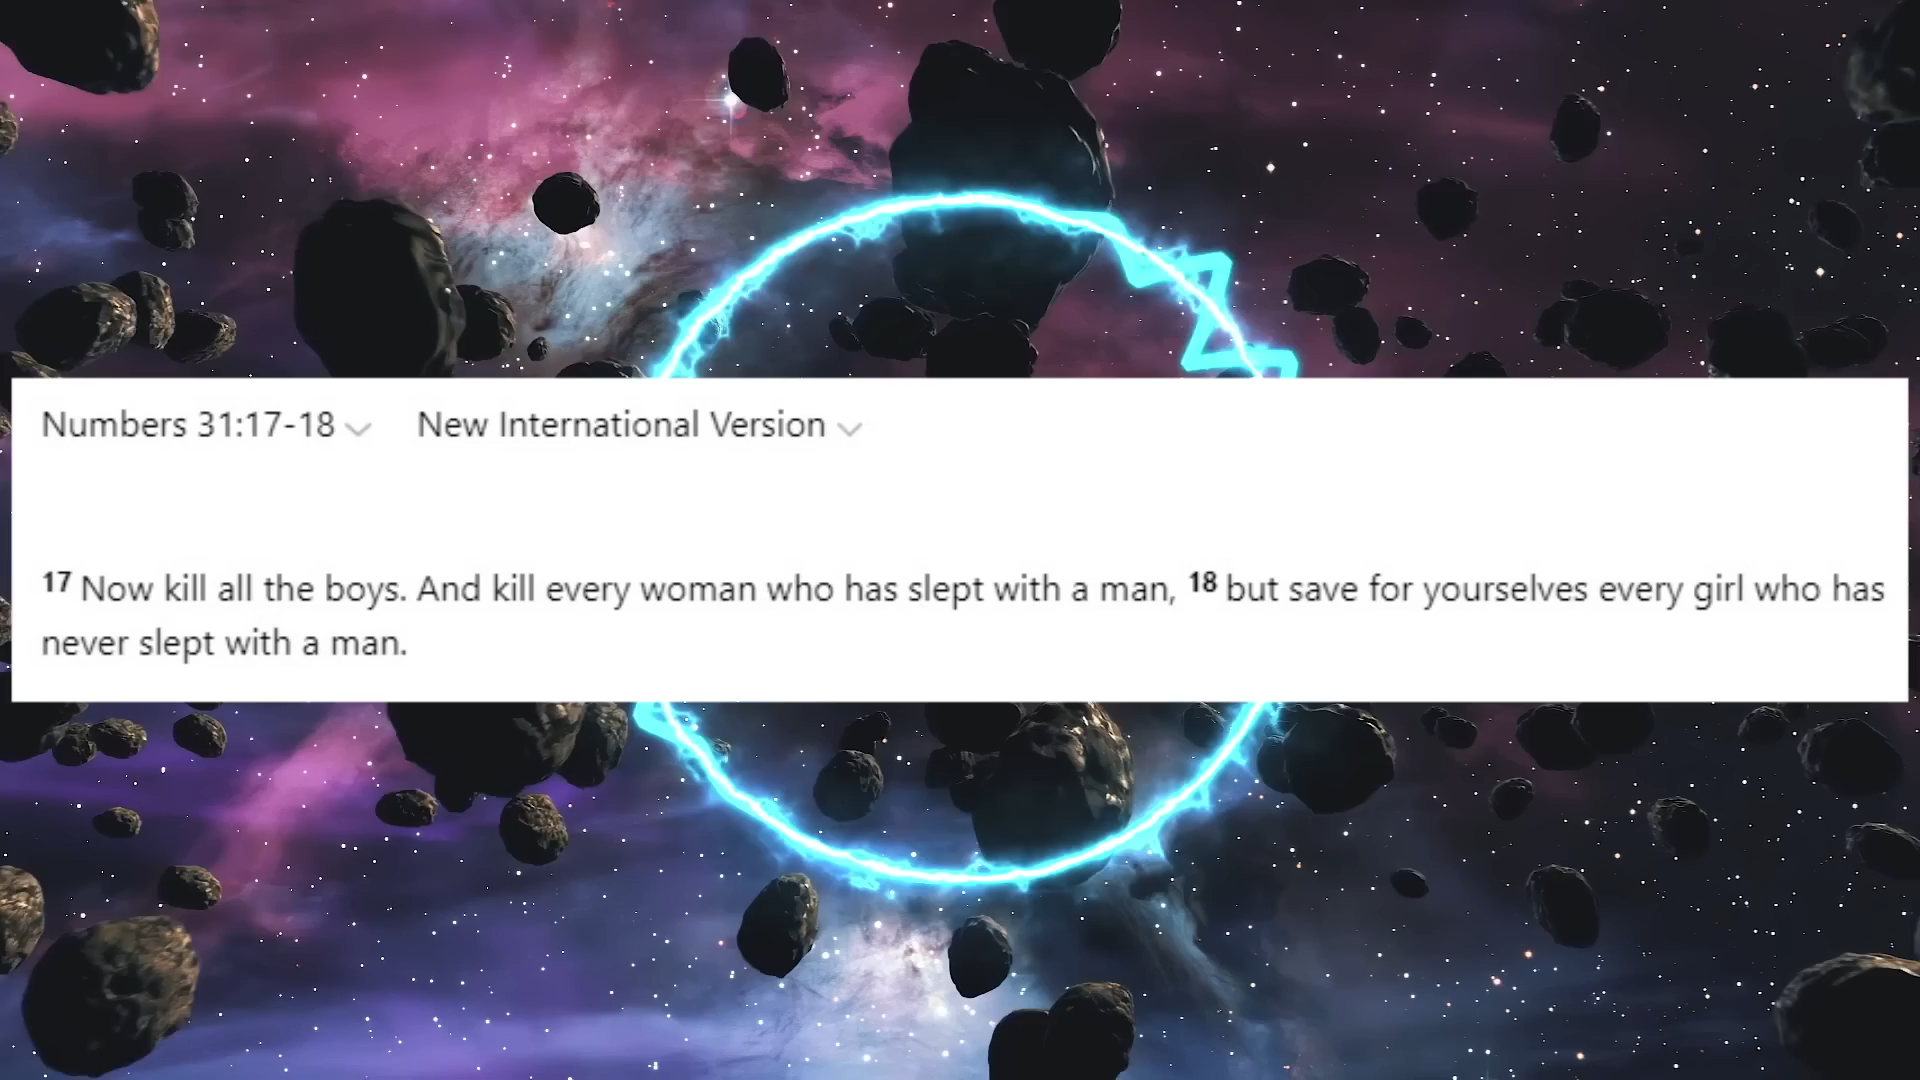 Numbers 31:17-18 New International Version
17 Now kill all the boys. And kill every woman who has slept with a man, 18 but save for yourselves every girl who has
never slept with a man.